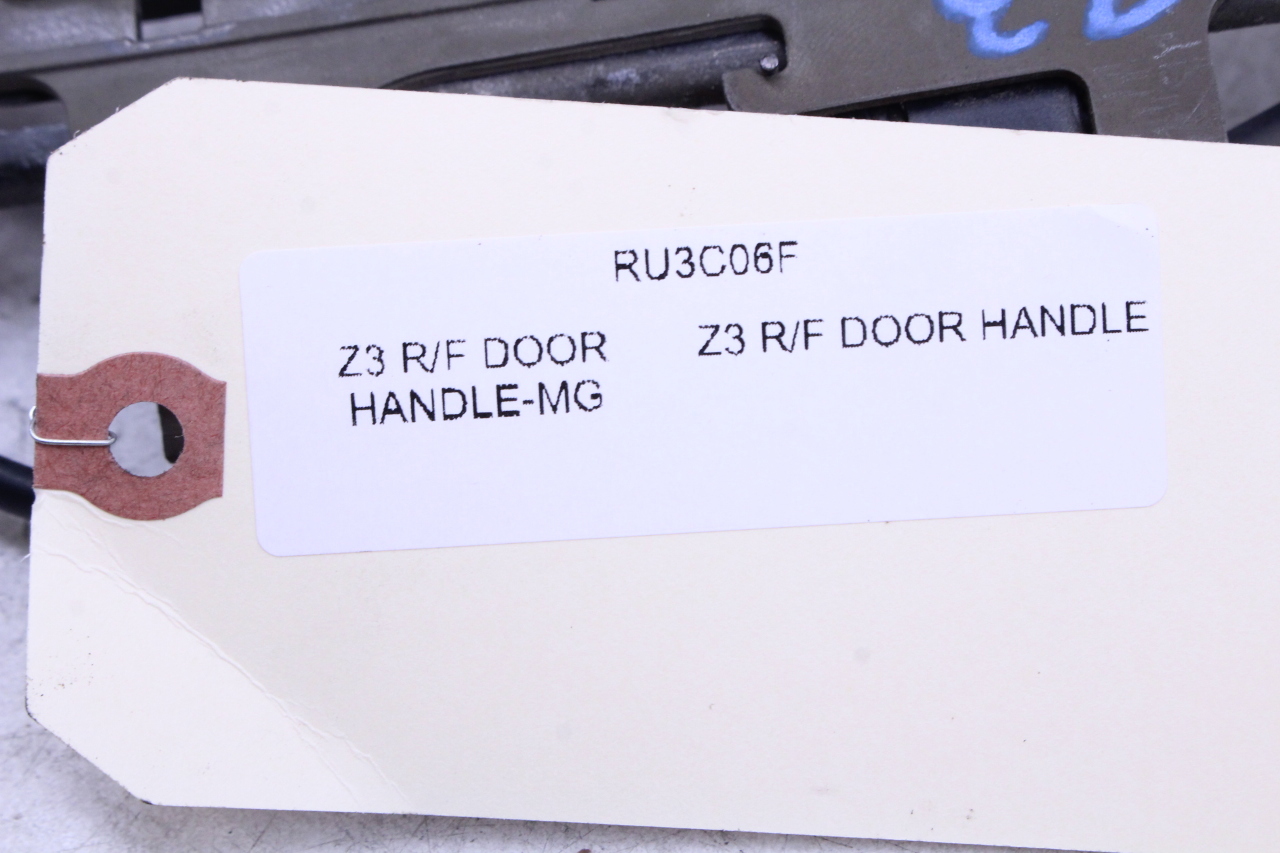 RU3C06F
Z3 R/F DOOR
HANDLE-MG
Z3 R/F DOOR HANDLE